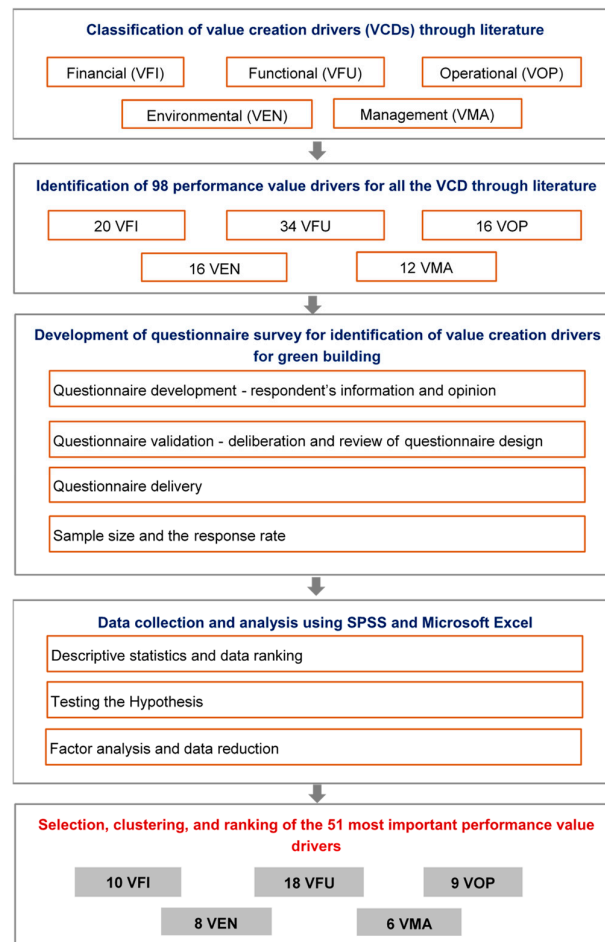 Classification of value creation drivers (VCDs) through literature
Financial (VFI)
Functional (VFU)
Operational (VOP)
Environmental (VEN)
Management (VMA)
Identification of 98 performance value drivers for all the VCD through literature
20 VFI
34 VFU
16 VOP
16 VEN
12 VMA
Development of questionnaire survey for identification of value creation drivers
for green building
Questionnaire development - respondent's information and opinion
Questionnaire validation - deliberation and review of questionnaire design
Questionnaire delivery
Sample size and the response rate
Data collection and analysis using SPSS and Microsoft Excel
Descriptive statistics and data ranking
Testing the Hypothesis
Factor analysis and data reduction
Selection, clustering, and ranking of the 51 most important performance value
drivers
10 VFI
18 VFU
9 VOP
8 VEN
6 VMA